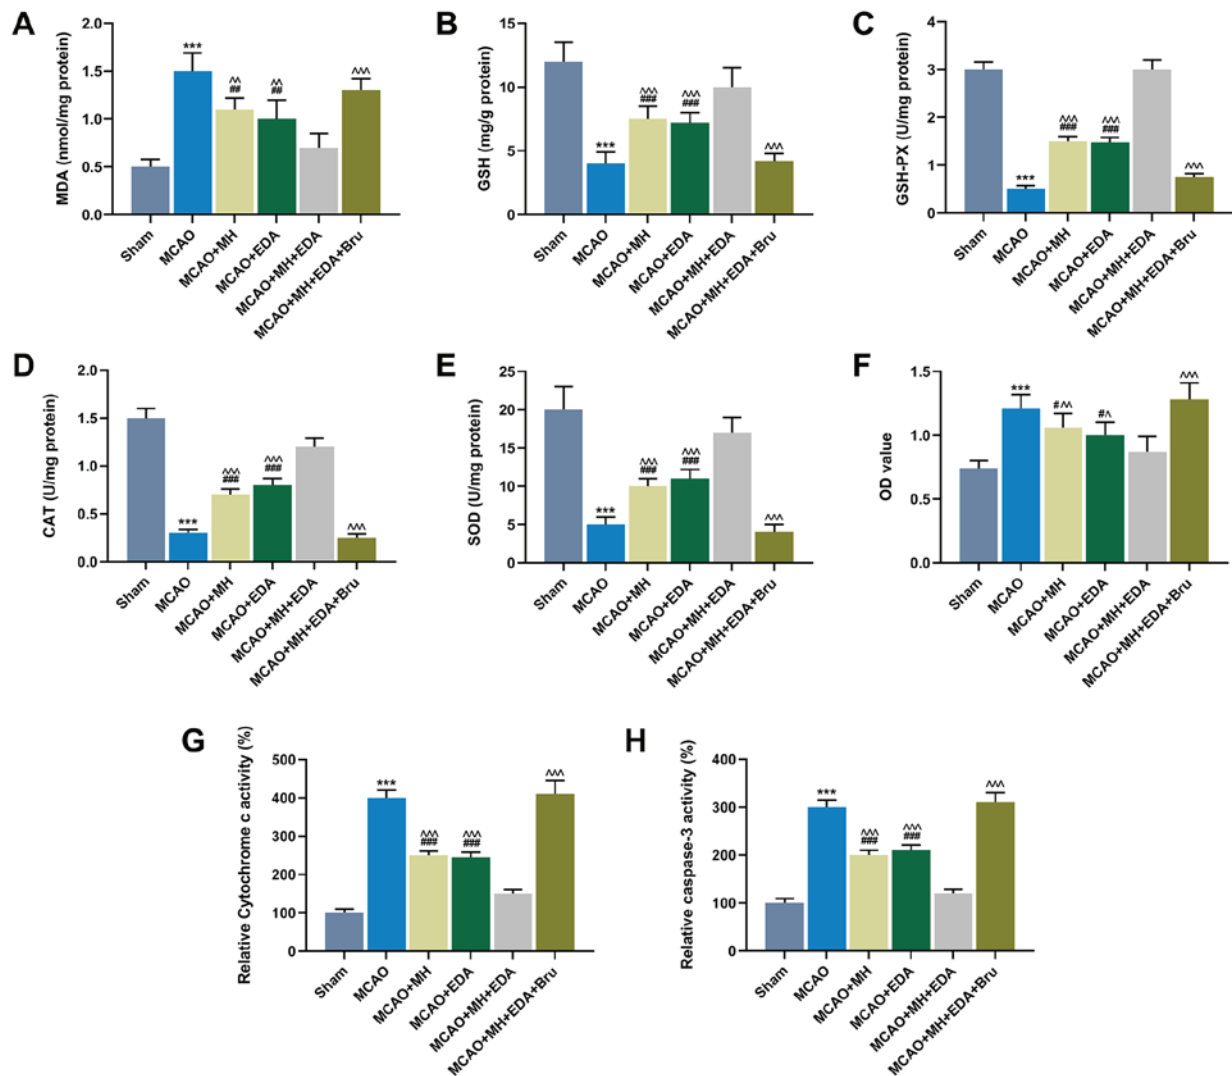 A
MDA (nmol/mg protein)
2.0
1.5
1.0
0.5
0.0
***
^^
##
^^
##
^^^
Sham
MCAO
MCAO+MH
MCAO+EDA
MCAO+MH+EDA
MCAO+MH+EDA+Bru
B
GSH (mg/g protein)
15
10
5
0
***
^^^
###
^^^
###
^^^
Sham
MCAO
MCAO+MH
MCAO+EDA
MCAO+MH+EDA
MCAO+MH+EDA+Bru
C
GSH-PX (U/mg protein)
4
3
2
1
0
***
^^^
###
^^^
###
^^^
Sham
MCAO
MCAO+MH
MCAO+EDA
MCAO+MH+EDA
MCAO+MH+EDA+Bru
D
CAT (U/mg protein)
2.0
1.5
1.0
0.5
0.0
***
^^^
###
^^^
###
^^^
Sham
MCAO
MCAO+MH
MCAO+EDA
MCAO+MH+EDA
MCAO+MH+EDA+Bru
E
SOD (U/mg protein)
25
20
15
10
5
0
***
^^^
###
^^^
###
^^^
Sham
MCAO
MCAO+MH
MCAO+EDA
MCAO+MH+EDA
MCAO+MH+EDA+Bru
F
OD value
1.5
1.0
0.5
0.0
***
#^^
#^
^^^
Sham
MCAO
MCAO+MH
MCAO+EDA
MCAO+MH+EDA
MCAO+MH+EDA+Bru
G
Relative Cytochrome c activity (%)
500
400
300
200
100
0
***
^^^
###
^^^
###
^^^
Sham
MCAO
MCAO+MH
MCAO+EDA
MCAO+MH+EDA
MCAO+MH+EDA+Bru
H
Relative caspase-3 activity (%)
400
300
200
100
0
***
^^^
###
^^^
###
^^^
Sham
MCAO
MCAO+MH
MCAO+EDA
MCAO+MH+EDA
MCAO+MH+EDA+Bru